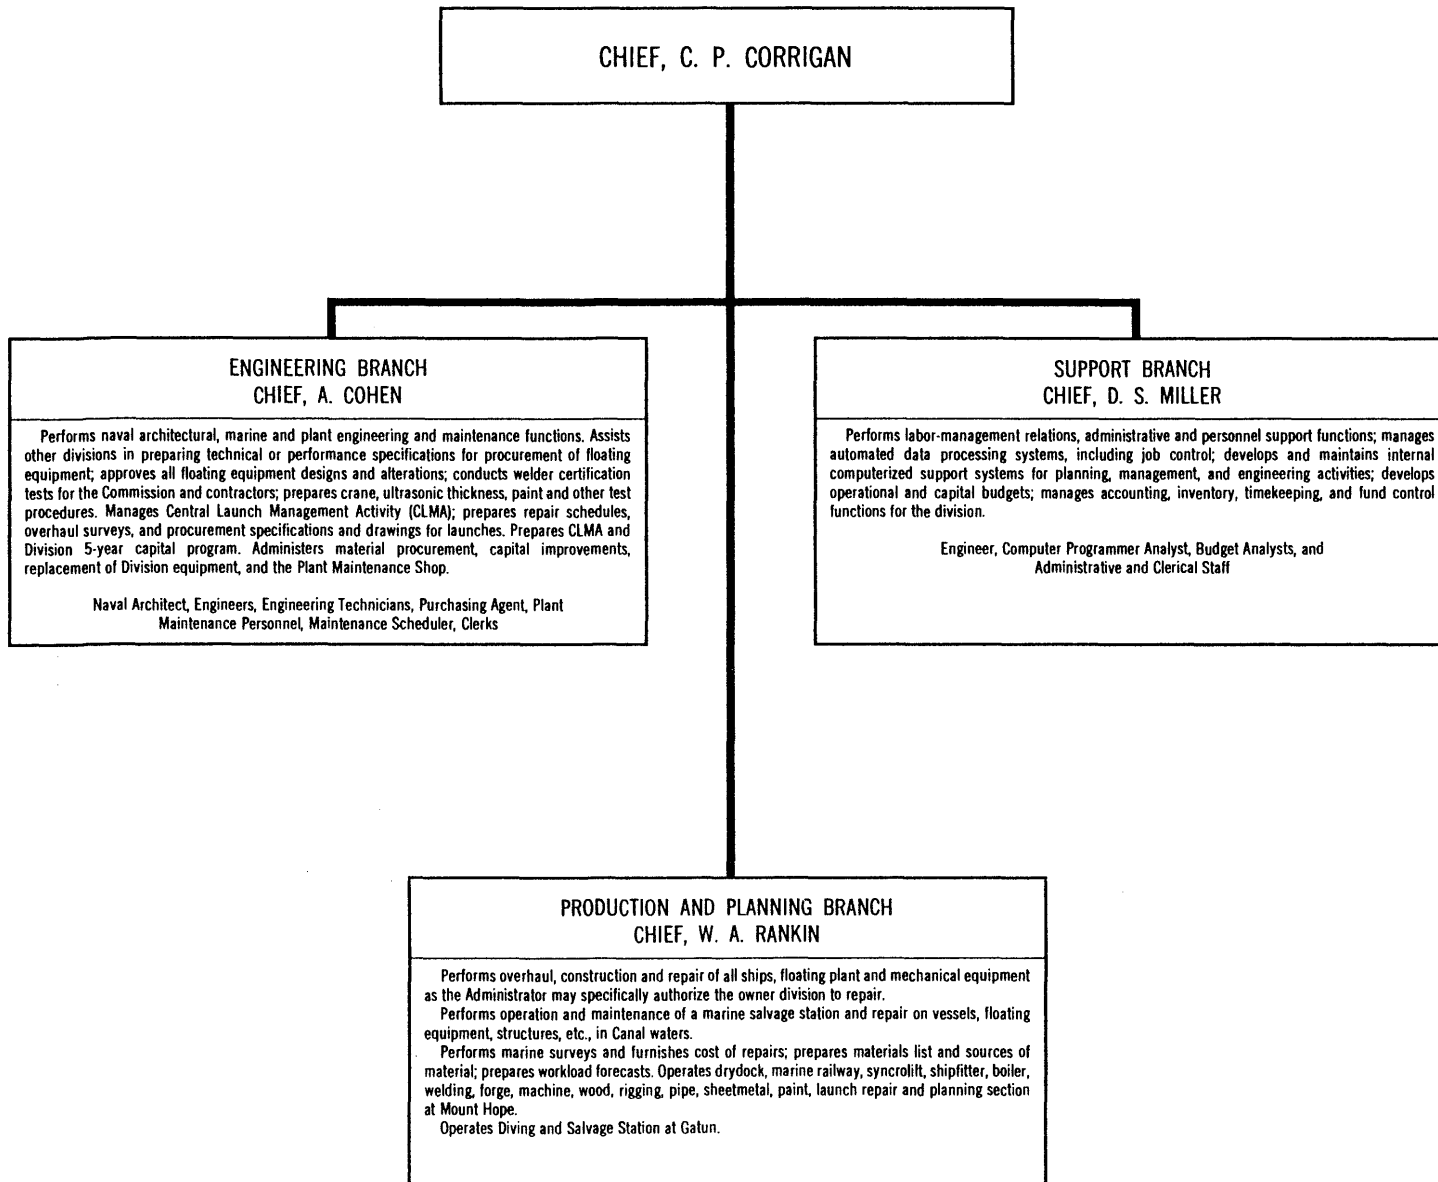 CHIEF, C. P. CORRIGAN
ENGINEERING BRANCH
CHIEF, A. COHEN
Performs naval architectural, marine and plant engineering and maintenance functions. Assists
other divisions in preparing technical or performance specifications for procurement of floating
equipment; approves all floating equipment designs and alterations; conducts welder certification
tests for the Commission and contractors; prepares crane, ultrasonic thickness, paint and other test
procedures. Manages Central Launch Management Activity (CLMA); prepares repair schedules,
overhaul surveys, and procurement specifications and drawings for launches. Prepares CLMA and
Division 5-year capital program. Administers material procurement, capital improvements,
replacement of Division equipment, and the Plant Maintenance Shop.
Naval Architect, Engineers, Engineering Technicians, Purchasing Agent, Plant
Maintenance Personnel, Maintenance Scheduler, Clerks
SUPPORT BRANCH
CHIEF, D. S. MILLER
Performs labor-management relations, administrative and personnel support functions; manages
automated data processing systems, including job control; develops and maintains internal
computerized support systems for planning, management, and engineering activities; develops
operational and capital budgets; manages accounting, inventory, timekeeping, and fund control
functions for the division.
Engineer, Computer Programmer Analyst, Budget Analysts, and
Administrative and Clerical Staff
PRODUCTION AND PLANNING BRANCH
CHIEF, W. A. RANKIN
Performs overhaul, construction and repair of all ships, floating plant and mechanical equipment
as the Administrator may specifically authorize the owner division to repair.
Performs operation and maintenance of a marine salvage station and repair on vessels, floating
equipment, structures, etc., in Canal waters.
Performs marine surveys and furnishes cost of repairs; prepares materials list and sources of
material; prepares workload forecasts. Operates drydock, marine railway, syncrolilt, shipfitter, boiler,
welding, forge, machine, wood, rigging, pipe, sheetmetal, paint, launch repair and planning section
at Mount Hope.
Operates Diving and Salvage Station at Gatun.